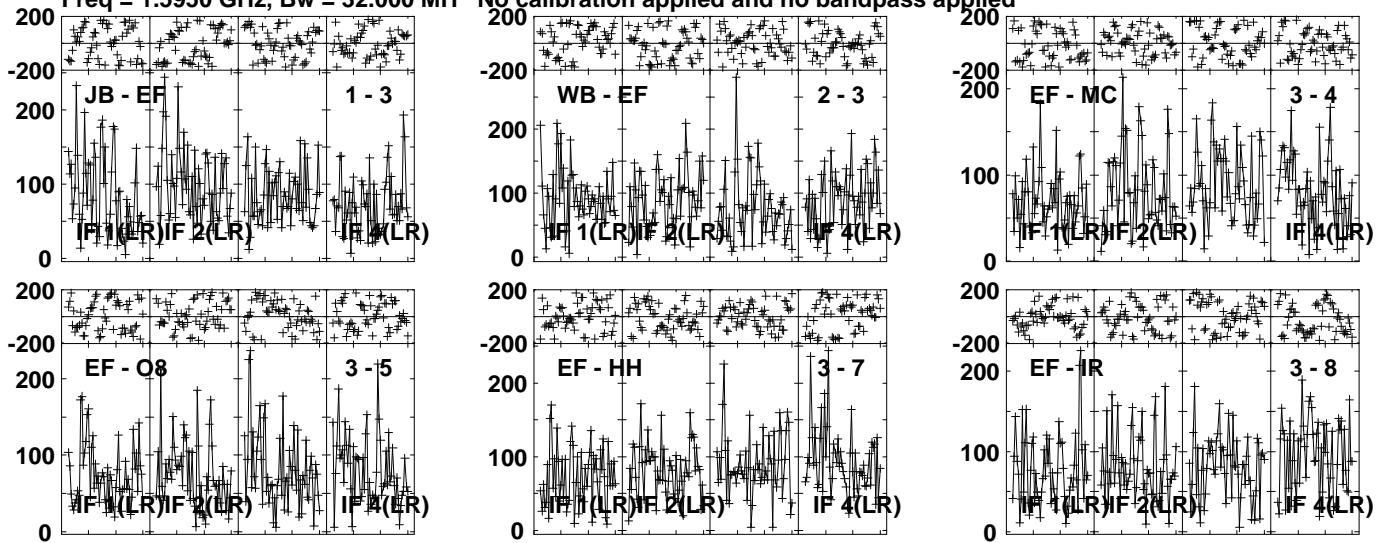 Freq = 1.5950 GHz, Bw = 32.000 MH No calibration applied and no bandpass applied
200 200 200
-200 -200 -200
JB - EF 1 - 3 WB - EF 2 - 3 EF - MC 3 - 4
200 200 200
100 100 100
IF 1(LR) IF 2(LR) IF 4(LR) IF 1(LR) IF 2(LR) IF 4(LR) IF 1(LR) IF 2(LR) IF 4(LR)
0 0 0
200 200 200
-200 -200 -200
EF - O8 3 - 5 EF - HH 3 - 7 EF - IR 3 - 8
200 200 200
100 100 100
IF 1(LR) IF 2(LR) IF 4(LR) IF 1(LR) IF 2(LR) IF 4(LR) IF 1(LR) IF 2(LR) IF 4(LR)
0 0 0